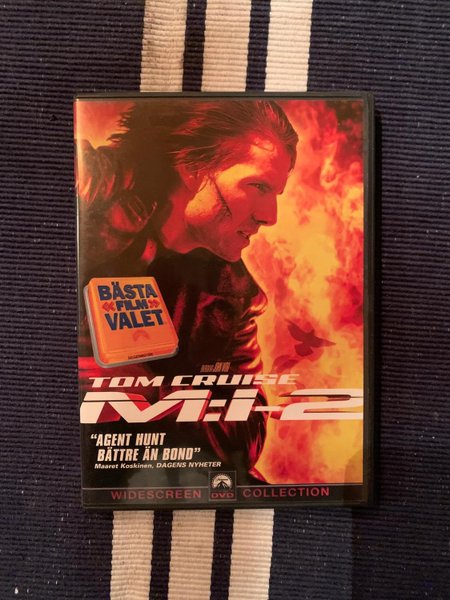 BÄSTA
«FILM»
VALET
TOM CRUISE
M:i-2
"AGENT HUNT
BÄTTRE ÄN BOND"
Maaret Koskinen, DAGENS NYHETER
WIDESCREEN DVD COLLECTION